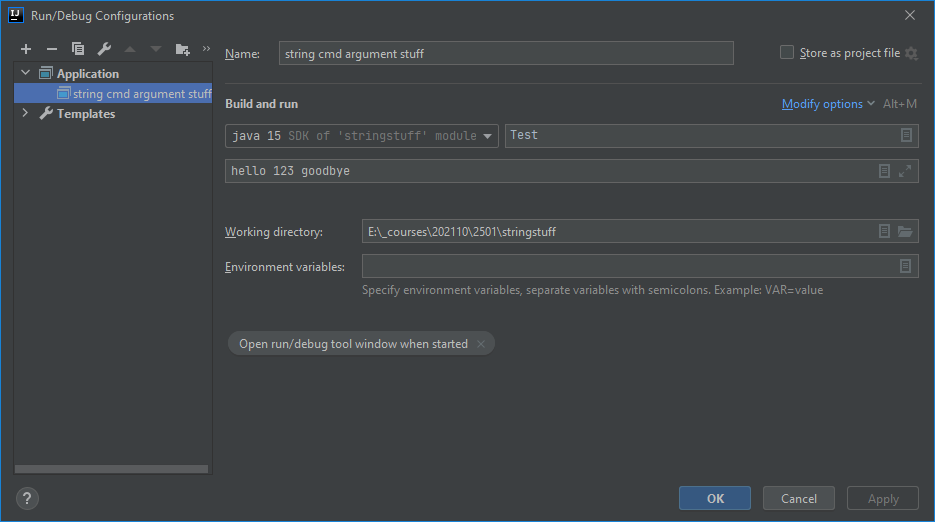 Run/Debug Configurations
Name: string cmd argument stuff
Store as project file
Application
string cmd argument stuff
Templates
Build and run
Modify options Alt+M
java 15 SDK of 'stringstuff' module
Test
hello 123 goodbye
Working directory: E:\_courses\202110\2501\stringstuff
Environment variables:
Specify environment variables, separate variables with semicolons. Example: VAR=value
Open run/debug tool window when started
? OK Cancel Apply